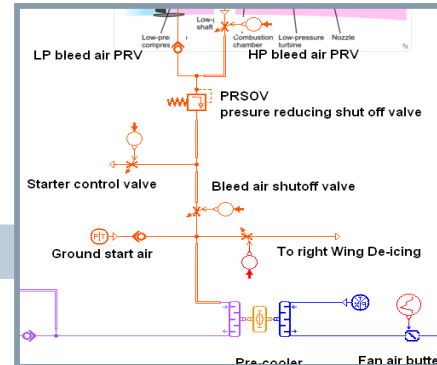 Low-pre
compres
Low-p
shaft
Combustion
chamber
Low-pressure
turbine
Nozzle
LP bleed air PRV
HP bleed air PRV
PRSOV
presure reducing shut off valve
Starter control valve
Bleed air shutoff valve
P T
Ground start air
To right Wing De-icing
Pre-cooler
Fan air butte